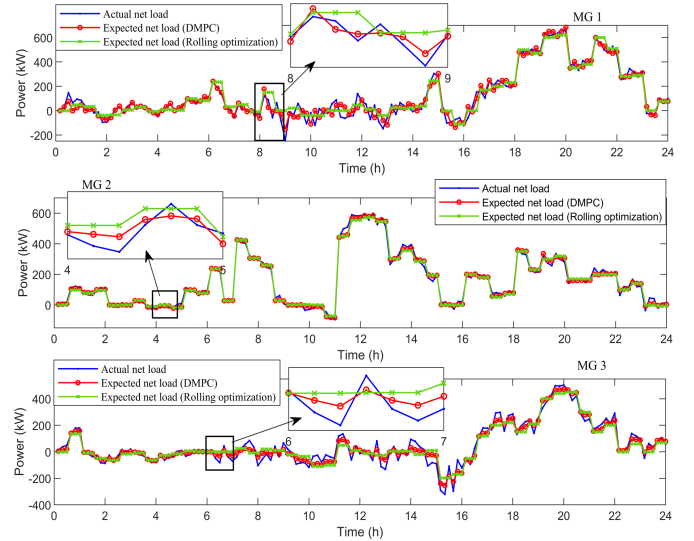 Actual net load
Expected net load (DMPC)
Expected net load (Rolling optimization)
MG 1
8
9
Power (kW)
600
400
200
0
-200
0 2 4 6 8 10 12 14 16 18 20 22 24
Time (h)
MG 2
Actual net load
Expected net load (DMPC)
Expected net load (Rolling optimization)
4
5
Power (kW)
600
400
200
0
0 2 4 6 8 10 12 14 16 18 20 22 24
Time (h)
Actual net load
Expected net load (DMPC)
Expected net load (Rolling optimization)
MG 3
6
7
Power (kW)
400
200
0
-200
-400
0 2 4 6 8 10 12 14 16 18 20 22 24
Time (h)